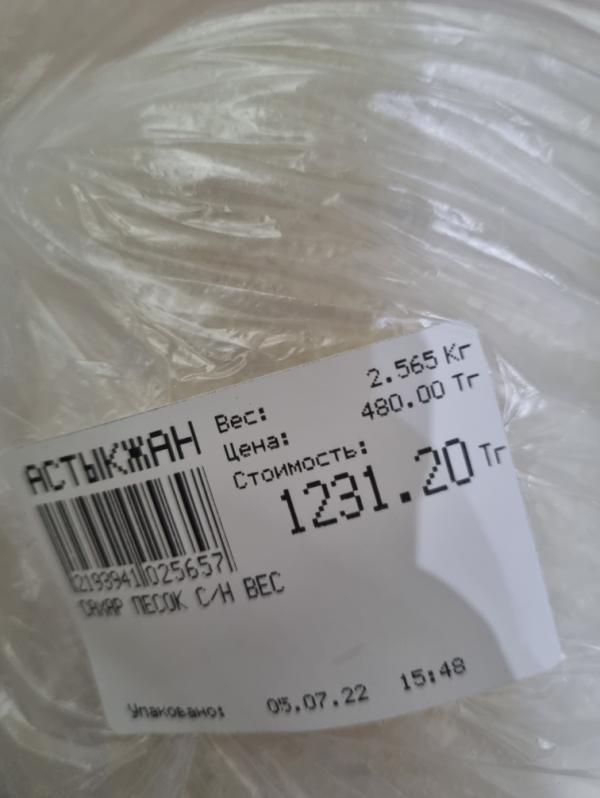 АСТЫКЖАН
Вес: 2.565 Кг
Цена: 480.00 Тг
Стоимость:
1231.20 Тг
2193941025657
САХАР ПЕСОК С/Н ВЕС
Упаковано: 05.07.22 15:48